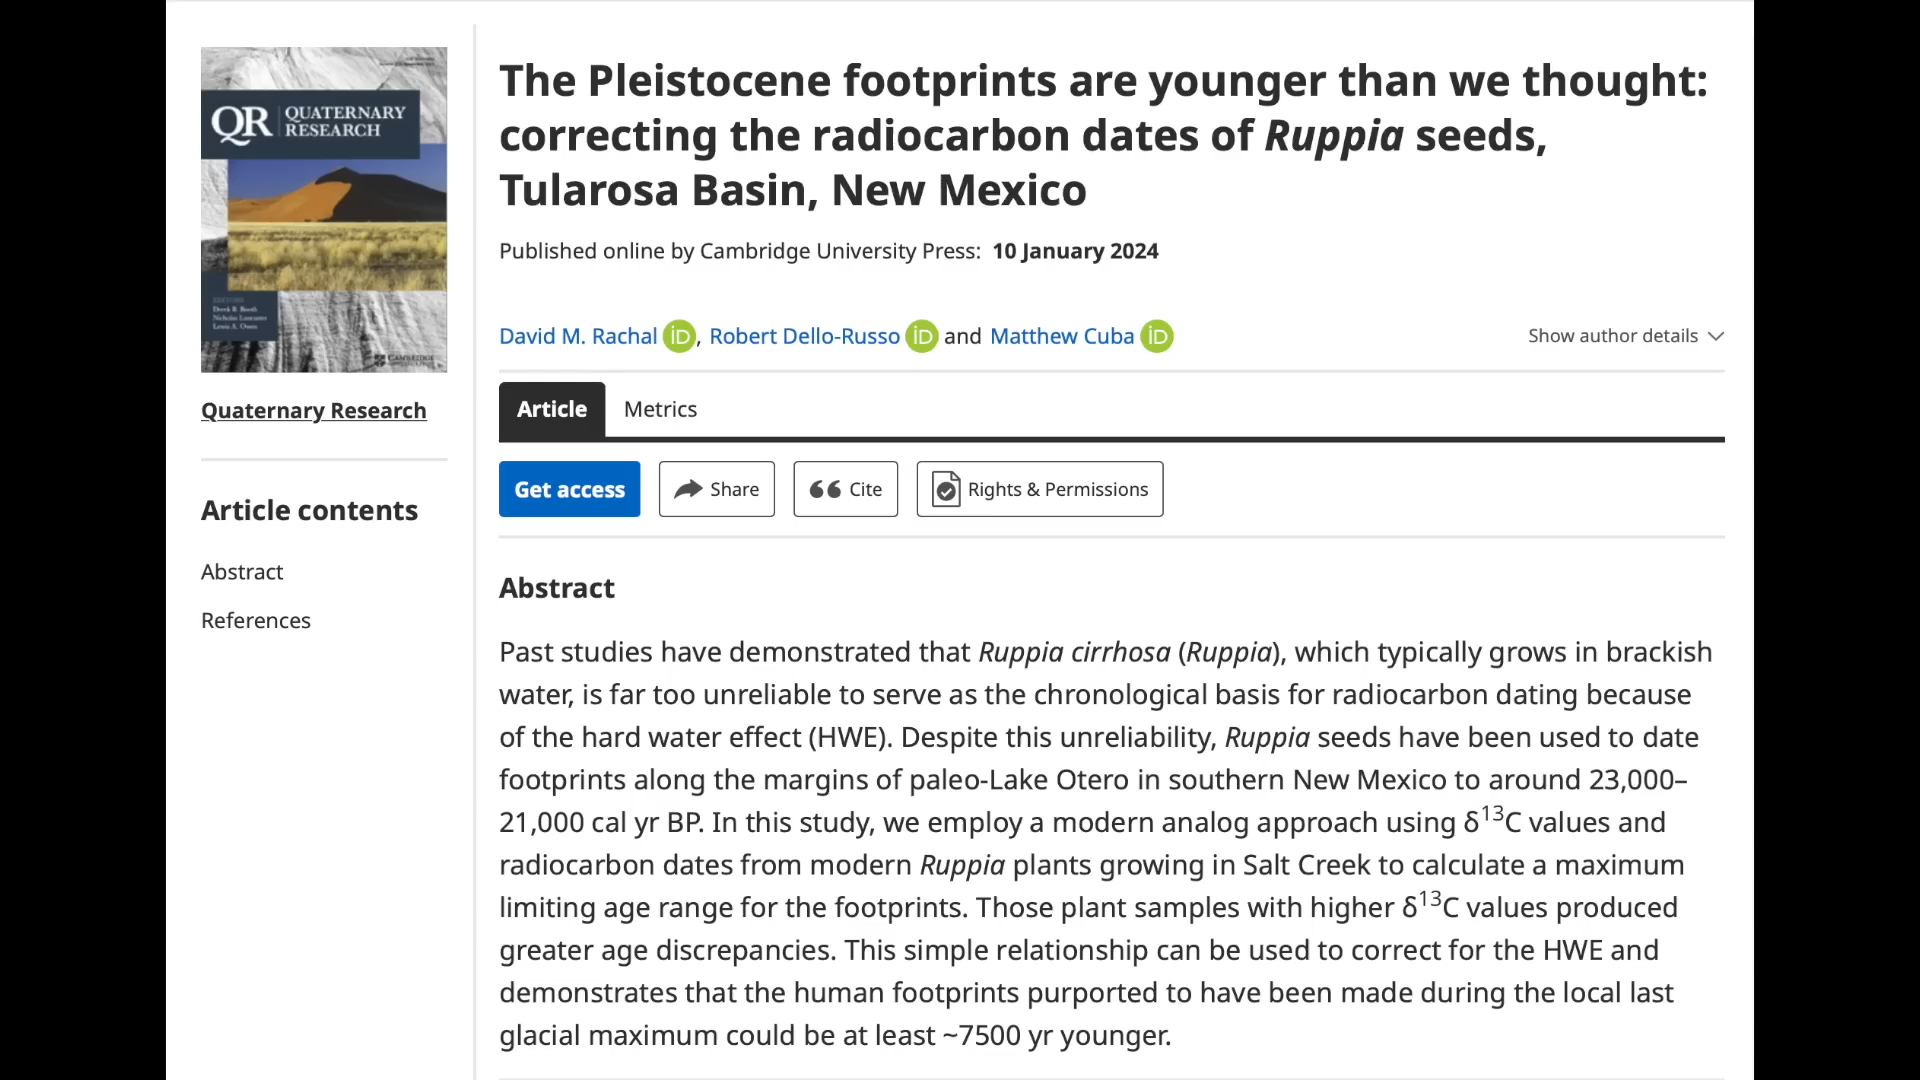 QR QUATERNARY
RESEARCH
Derek B. Booth
Nicholas Lancaster
Lewis A. Owen
CAMBRIDGE
Quaternary Research
Article contents
Abstract
References
The Pleistocene footprints are younger than we thought:
correcting the radiocarbon dates of Ruppia seeds,
Tularosa Basin, New Mexico
Published online by Cambridge University Press: 10 January 2024
David M. Rachal iD, Robert Dello-Russo iD and Matthew Cuba iD
Show author details
Article Metrics
Get access Share Cite Rights & Permissions
Abstract
Past studies have demonstrated that Ruppia cirrhosa (Ruppia), which typically grows in brackish
water, is far too unreliable to serve as the chronological basis for radiocarbon dating because
of the hard water effect (HWE). Despite this unreliability, Ruppia seeds have been used to date
footprints along the margins of paleo-Lake Otero in southern New Mexico to around 23,000–
21,000 cal yr BP. In this study, we employ a modern analog approach using δ¹³C values and
radiocarbon dates from modern Ruppia plants growing in Salt Creek to calculate a maximum
limiting age range for the footprints. Those plant samples with higher δ¹³C values produced
greater age discrepancies. This simple relationship can be used to correct for the HWE and
demonstrates that the human footprints purported to have been made during the local last
glacial maximum could be at least ~7500 yr younger.